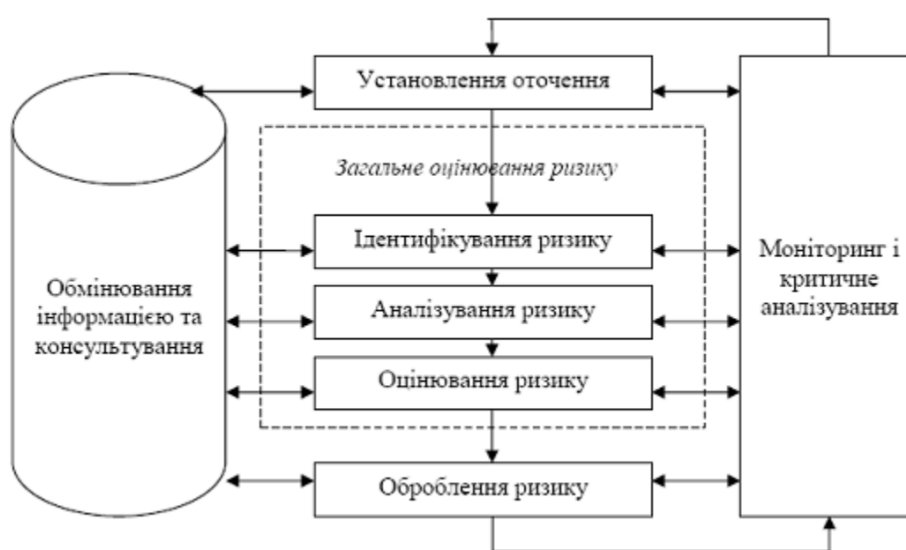 Установлення оточення
Загальне оцінювання ризику
Ідентифікування ризику
Аналізування ризику
Оцінювання ризику
Оброблення ризику
Обмінювання
інформацією та
консультування
Моніторинг і
критичне
аналізування